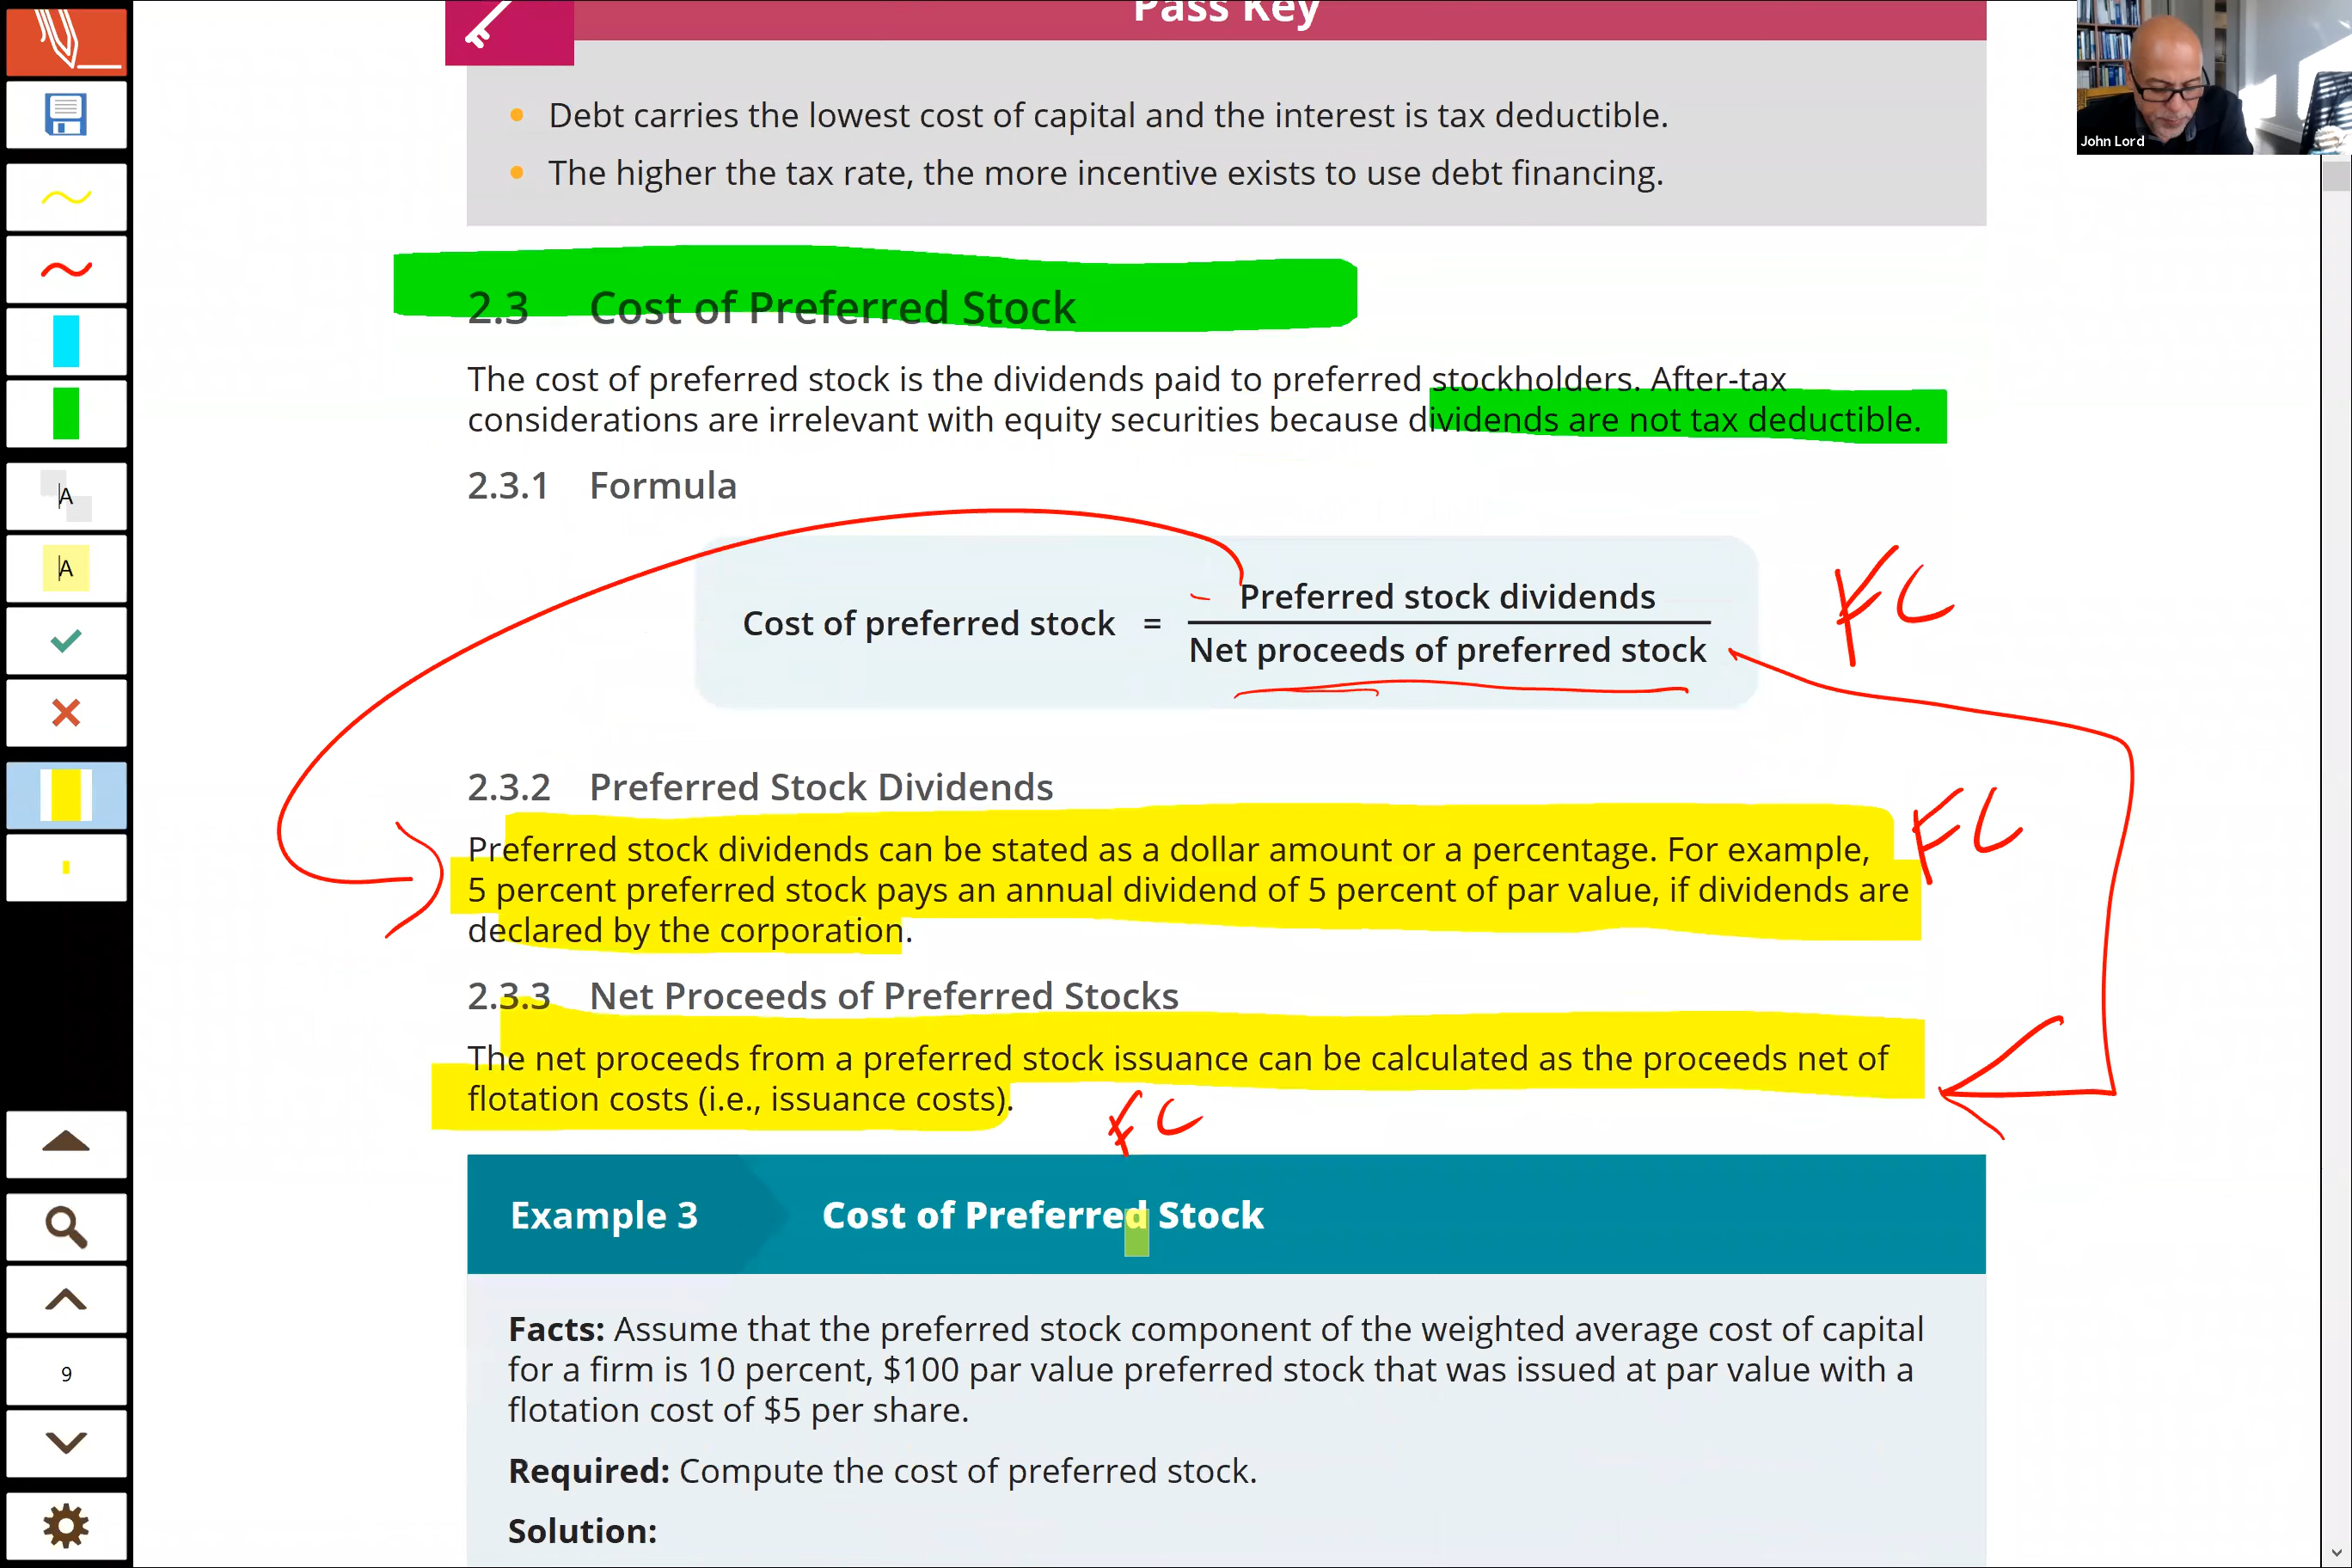 Pass Key
John Lord
• Debt carries the lowest cost of capital and the interest is tax deductible.
• The higher the tax rate, the more incentive exists to use debt financing.
2.3 Cost of Preferred Stock
The cost of preferred stock is the dividends paid to preferred stockholders. After-tax
considerations are irrelevant with equity securities because dividends are not tax deductible.
2.3.1 Formula
Cost of preferred stock = Preferred stock dividends
Net proceeds of preferred stock
FC
2.3.2 Preferred Stock Dividends
Preferred stock dividends can be stated as a dollar amount or a percentage. For example,
5 percent preferred stock pays an annual dividend of 5 percent of par value, if dividends are
declared by the corporation.
FC
2.3.3 Net Proceeds of Preferred Stocks
The net proceeds from a preferred stock issuance can be calculated as the proceeds net of
flotation costs (i.e., issuance costs).
FC
Example 3 Cost of Preferred Stock
Facts: Assume that the preferred stock component of the weighted average cost of capital
for a firm is 10 percent, $100 par value preferred stock that was issued at par value with a
flotation cost of $5 per share.
Required: Compute the cost of preferred stock.
Solution:
A
A
9